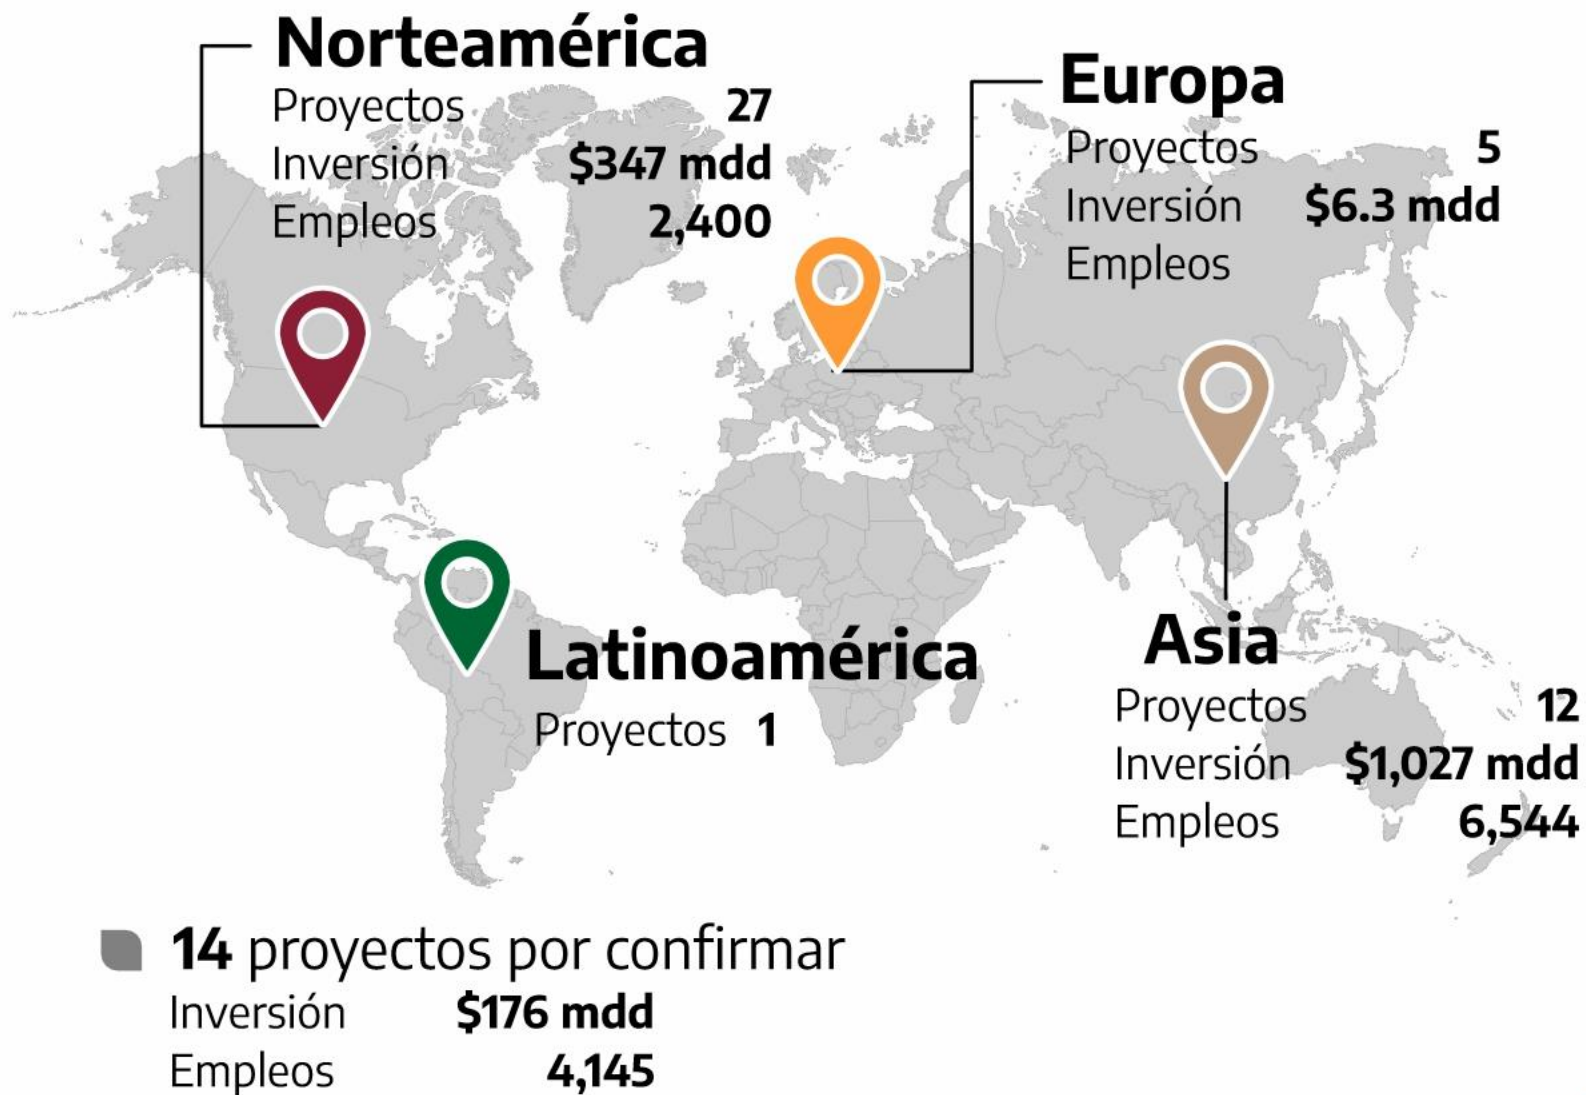 Norteamérica
Proyectos 27
Inversión $347 mdd
Empleos 2,400
Europa
Proyectos 5
Inversión $6.3 mdd
Empleos
Latinoamérica
Proyectos 1
Asia
Proyectos 12
Inversión $1,027 mdd
Empleos 6,544
14 proyectos por confirmar
Inversión $176 mdd
Empleos 4,145